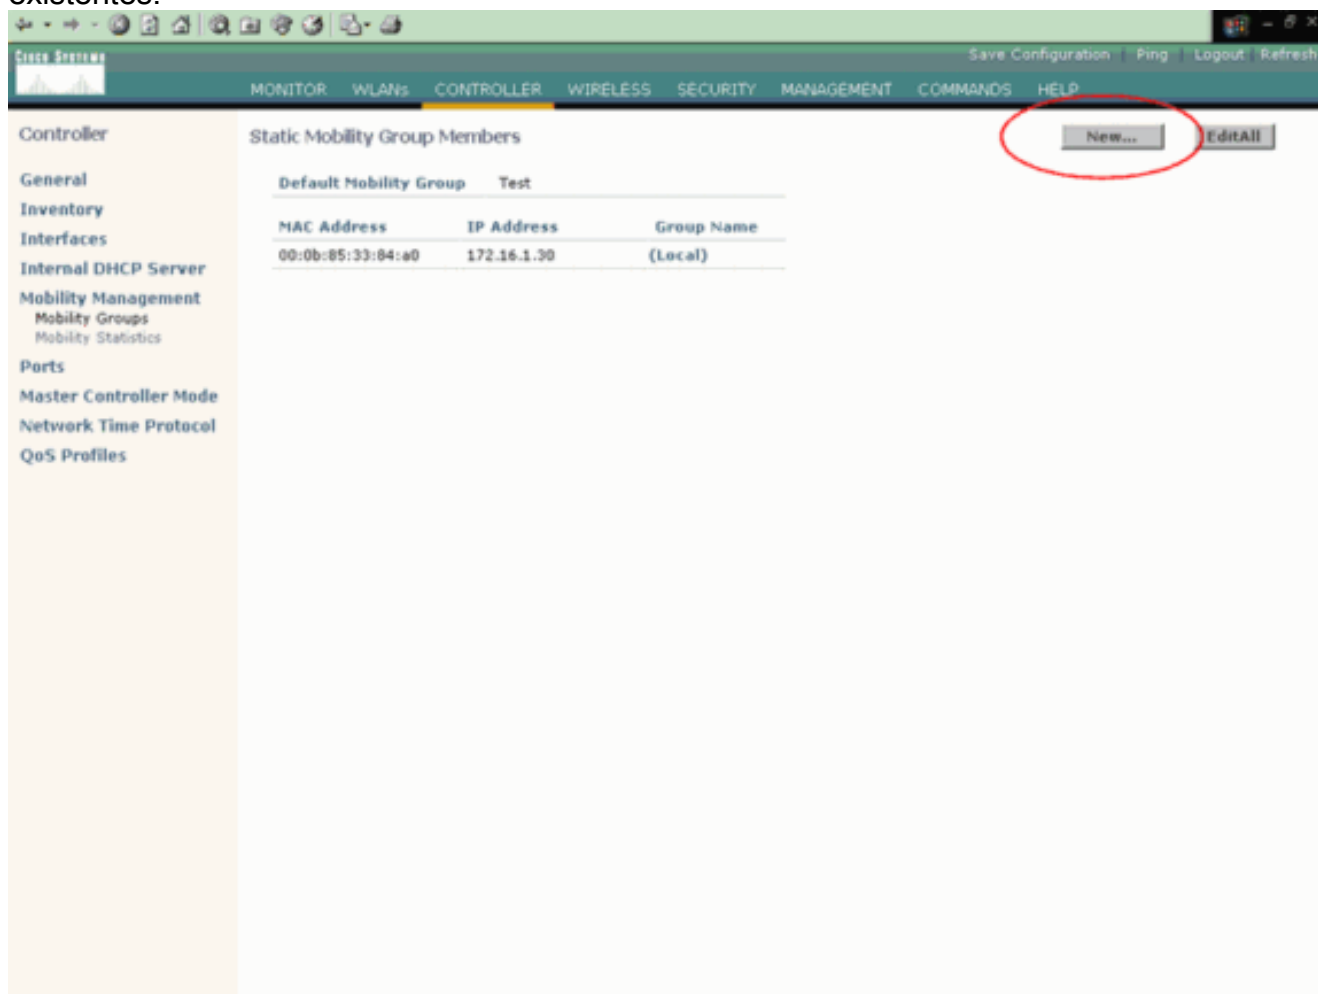 existentes.
CISCO SYSTEMS
Save Configuration | Ping | Logout | Refresh
MONITOR WLANs CONTROLLER WIRELESS SECURITY MANAGEMENT COMMANDS HELP
Controller
General
Inventory
Interfaces
Internal DHCP Server
Mobility Management
Mobility Groups
Mobility Statistics
Ports
Master Controller Mode
Network Time Protocol
QoS Profiles
Static Mobility Group Members
New...
EditAll
Default Mobility Group Test
MAC Address IP Address Group Name
00:0b:85:33:84:a0 172.16.1.30 (Local)